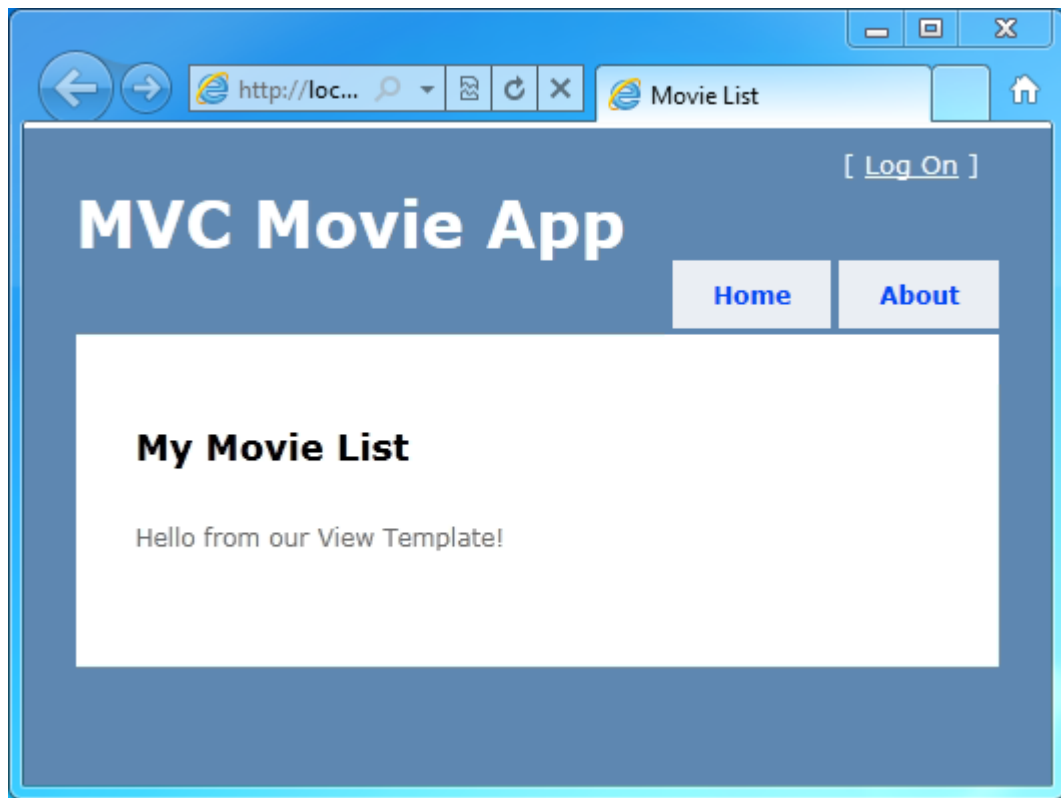 http://loc...
Movie List
[ Log On ]
MVC Movie App
Home About
My Movie List
Hello from our View Template!